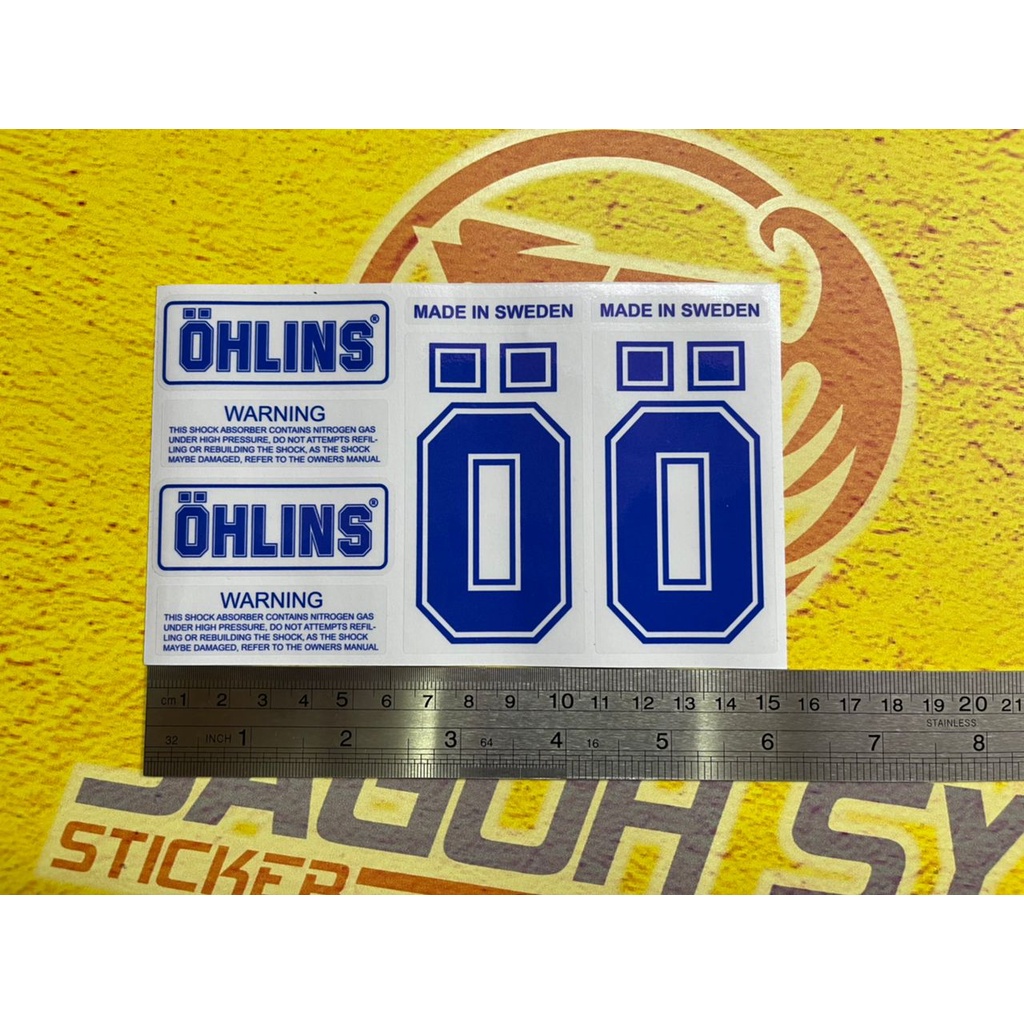 ÖHLINS®
WARNING
THIS SHOCK ABSORBER CONTAINS NITROGEN GAS
UNDER HIGH PRESSURE, DO NOT ATTEMPTS REFIL-
LING OR REBUILDING THE SHOCK, AS THE SHOCK
MAYBE DAMAGED, REFER TO THE OWNERS MANUAL
ÖHLINS®
WARNING
THIS SHOCK ABSORBER CONTAINS NITROGEN GAS
UNDER HIGH PRESSURE, DO NOT ATTEMPTS REFIL-
LING OR REBUILDING THE SHOCK, AS THE SHOCK
MAYBE DAMAGED, REFER TO THE OWNERS MANUAL
MADE IN SWEDEN
Ö
MADE IN SWEDEN
Ö
cm 1 2 3 4 5 6 7 8 9 10 11 12 13 14 15 16 17 18 19 20 21
STAINLESS
32 INCH 1 2 3 64 4 16 5 6 7 8
JAGOH SY
STICKER